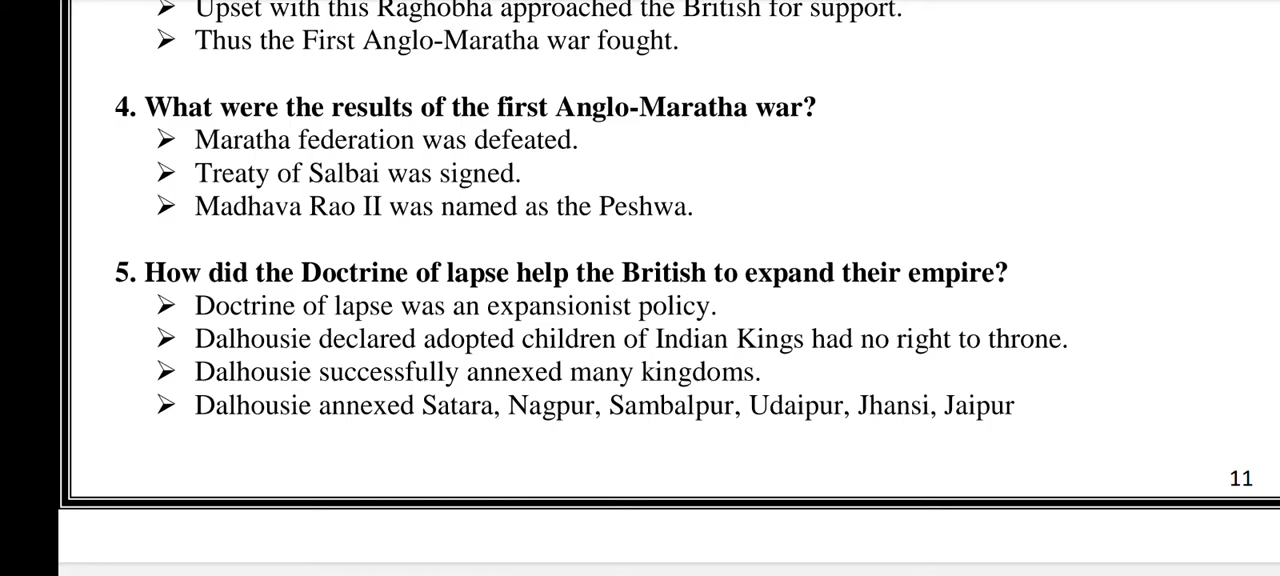 ➢ Upset with this Raghobha approached the British for support.
➢ Thus the First Anglo-Maratha war fought.
4. What were the results of the first Anglo-Maratha war?
➢ Maratha federation was defeated.
➢ Treaty of Salbai was signed.
➢ Madhava Rao II was named as the Peshwa.
5. How did the Doctrine of lapse help the British to expand their empire?
➢ Doctrine of lapse was an expansionist policy.
➢ Dalhousie declared adopted children of Indian Kings had no right to throne.
➢ Dalhousie successfully annexed many kingdoms.
➢ Dalhousie annexed Satara, Nagpur, Sambalpur, Udaipur, Jhansi, Jaipur
11